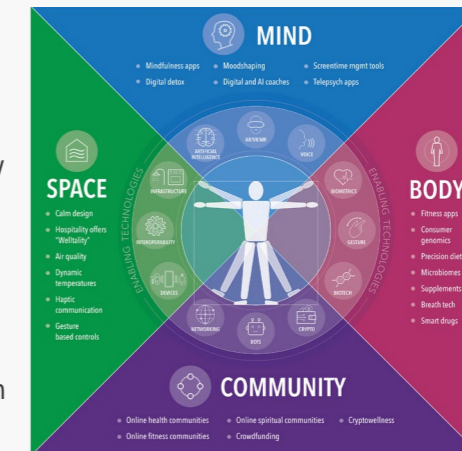 MIND
Mindfulness apps
Digital detox
Moodshaping
Digital and AI coaches
Screentime mgmt tools
Telepsych apps
SPACE
Calm design
Hospitality offers
"Welltality"
Air quality
Dynamic
temperatures
Haptic
communication
Gesture
based controls
ENABLING TECHNOLOGIES
ARTIFICIAL
INTELLIGENCE
AR/VR/MR
VOICE
INFRASTRUCTURE
BIOMETRICS
INTEROPERABILITY
GESTURE
DEVICES
BIOTECH
NETWORKING
BOTS
CRYPTO
ENABLING TECHNOLOGIES
BODY
Fitness apps
Consumer
genomics
Precision diet
Microbiomes
Supplements
Breath tech
Smart drugs
COMMUNITY
Online health communities
Online fitness communities
Online spiritual communities
Crowdfunding
Cryptowellness